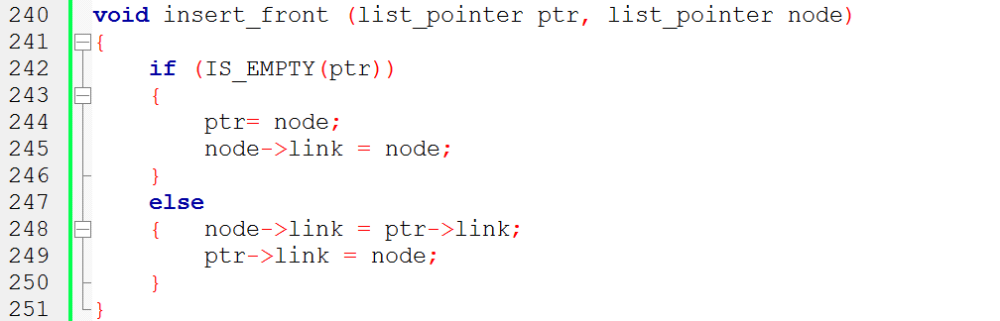 240 void insert_front (list_pointer ptr, list_pointer node)
241 {
242     if (IS_EMPTY(ptr))
243     {
244         ptr= node;
245         node->link = node;
246     }
247     else
248     {   node->link = ptr->link;
249         ptr->link = node;
250     }
251 }